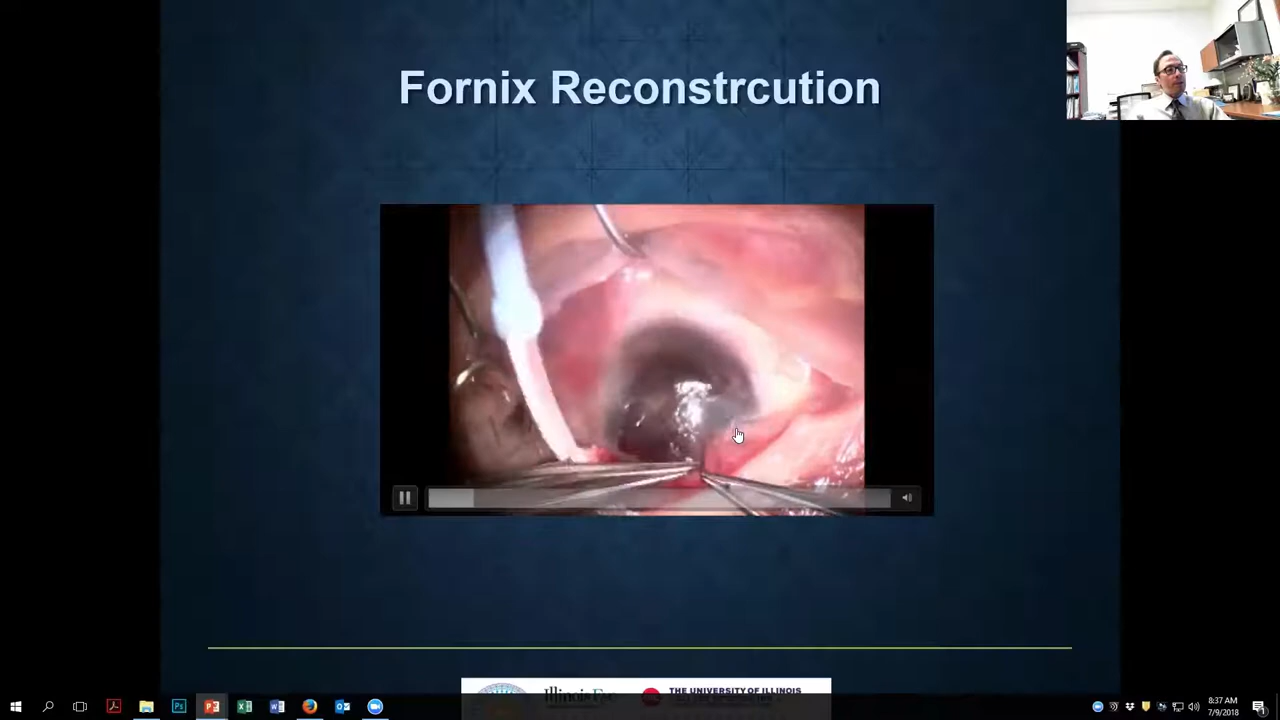 Fornix Reconstrcution
THE UNIVERSITY OF ILLINOIS
8:37 AM
7/9/2018